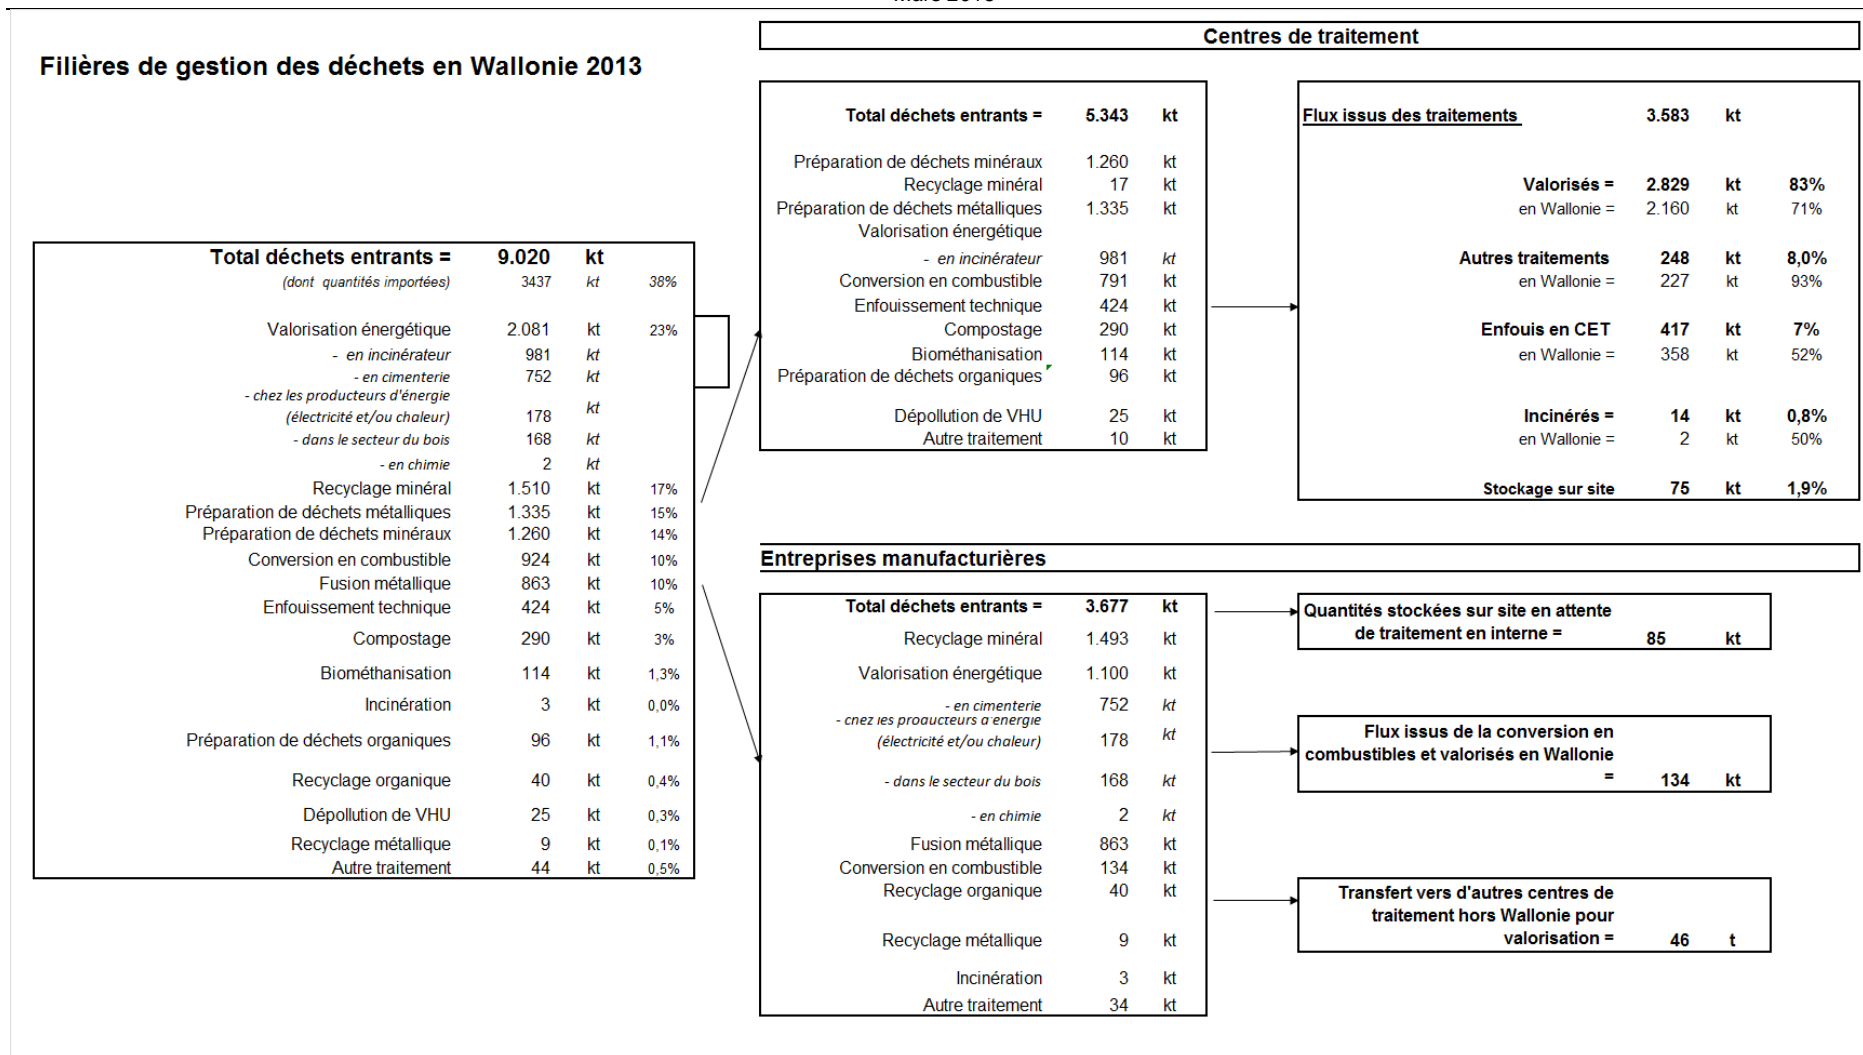 Filières de gestion des déchets en Wallonie 2013
Total déchets entrants = 9.020 kt
(dont quantités importées) 3437 kt 38%
Valorisation énergétique 2.081 kt 23%
- en incinérateur 981 kt
- en cimenterie 752 kt
- chez les producteurs d'énergie
(électricité et/ou chaleur) 178 kt
- dans le secteur du bois 168 kt
- en chimie 2 kt
Recyclage minéral 1.510 kt 17%
Préparation de déchets métalliques 1.335 kt 15%
Préparation de déchets minéraux 1.260 kt 14%
Conversion en combustible 924 kt 10%
Fusion métallique 863 kt 10%
Enfouissement technique 424 kt 5%
Compostage 290 kt 3%
Biométhanisation 114 kt 1,3%
Incinération 3 kt 0,0%
Préparation de déchets organiques 96 kt 1,1%
Recyclage organique 40 kt 0,4%
Dépollution de VHU 25 kt 0,3%
Recyclage métallique 9 kt 0,1%
Autre traitement 44 kt 0,5%
Centres de traitement
Total déchets entrants = 5.343 kt
Préparation de déchets minéraux 1.260 kt
Recyclage minéral 17 kt
Préparation de déchets métalliques 1.335 kt
Valorisation énergétique
- en incinérateur 981 kt
Conversion en combustible 791 kt
Enfouissement technique 424 kt
Compostage 290 kt
Biométhanisation 114 kt
Préparation de déchets organiques 96 kt
Dépollution de VHU 25 kt
Autre traitement 10 kt
Flux issus des traitements 3.583 kt
Valorisés = 2.829 kt 83%
en Wallonie = 2.160 kt 71%
Autres traitements 248 kt 8,0%
en Wallonie = 227 kt 93%
Enfouis en CET 417 kt 7%
en Wallonie = 358 kt 52%
Incinérés = 14 kt 0,8%
en Wallonie = 2 kt 50%
Stockage sur site 75 kt 1,9%
Entreprises manufacturières
Total déchets entrants = 3.677 kt
Recyclage minéral 1.493 kt
Valorisation énergétique 1.100 kt
- en cimenterie 752 kt
- chez les producteurs d'énergie
(électricité et/ou chaleur) 178 kt
- dans le secteur du bois 168 kt
- en chimie 2 kt
Fusion métallique 863 kt
Conversion en combustible 134 kt
Recyclage organique 40 kt
Recyclage métallique 9 kt
Incinération 3 kt
Autre traitement 34 kt
Quantités stockées sur site en attente
de traitement en interne = 85 kt
Flux issus de la conversion en
combustibles et valorisés en Wallonie
= 134 kt
Transfert vers d'autres centres de
traitement hors Wallonie pour
valorisation = 46 t